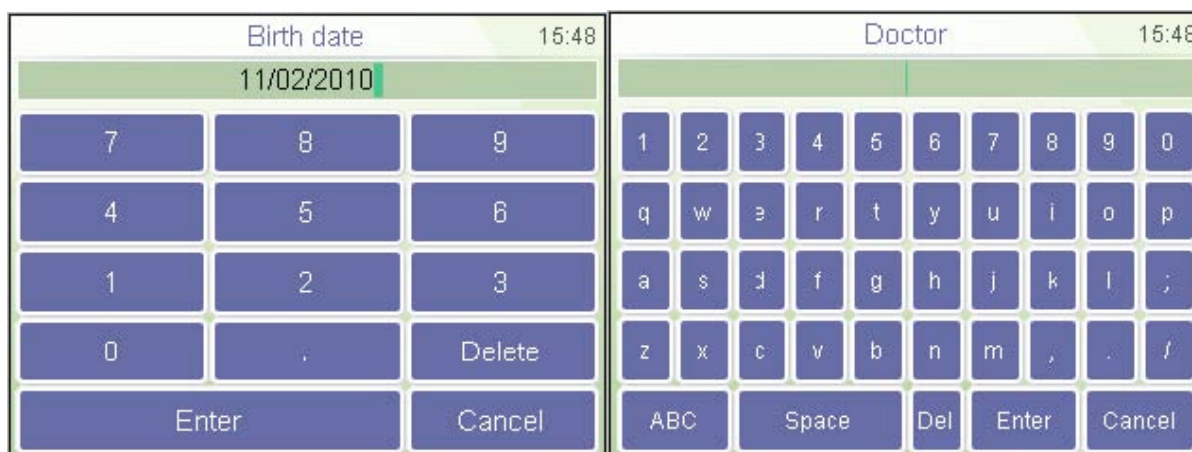 Birth date 15:48
11/02/2010
7 8 9
4 5 6
1 2 3
0 . Delete
Enter Cancel
Doctor 15:48
1 2 3 4 5 6 7 8 9 0
q w e r t y u i o p
a s d f g h j k l ;
z x c v b n m , . /
ABC Space Del Enter Cancel